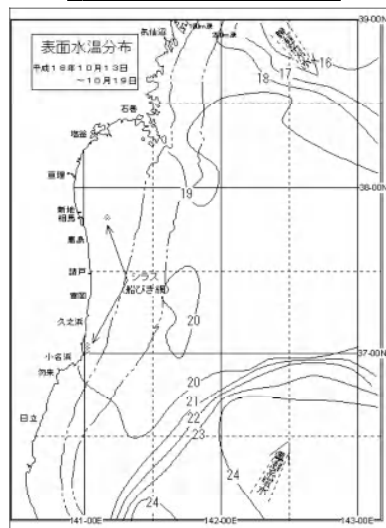 表面水温分布
平成16年10月13日
～10月19日
気仙沼
39-00N
16
17
18
石巻
塩釜
亘理
38-00N
19
新地
相馬
鹿島
請戸
シラス
船びき網
富岡
20
久之浜
37-00N
小名浜
勿来
20
21
22
23
日立
24
24
141-00E
142-00E
143-00E